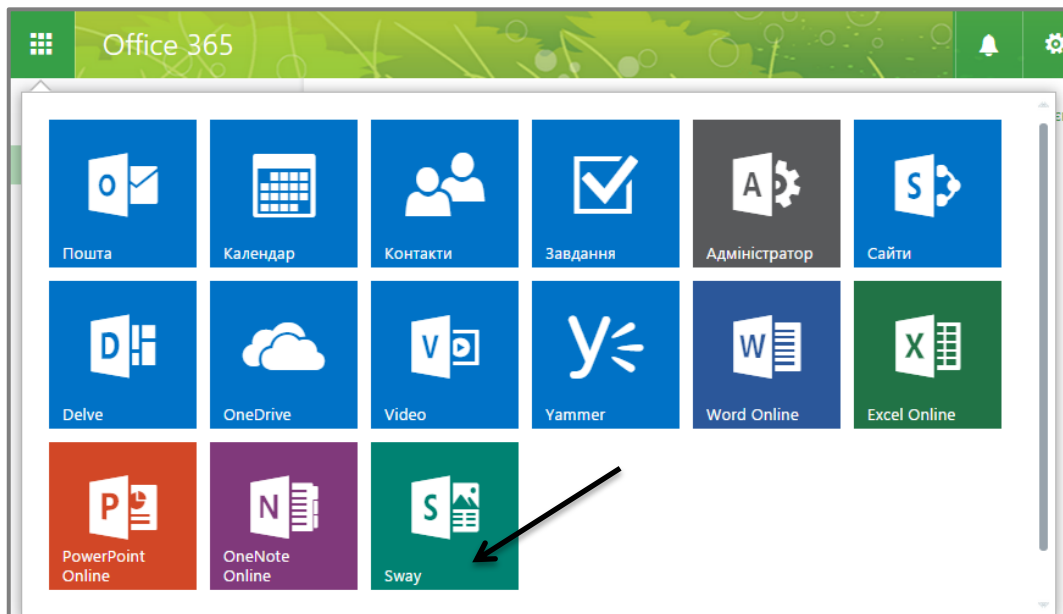 Office 365
Пошта
Календар
Контакти
Завдання
Адміністратор
Сайти
Delve
OneDrive
Video
Yammer
Word Online
Excel Online
PowerPoint
Online
OneNote
Online
Sway